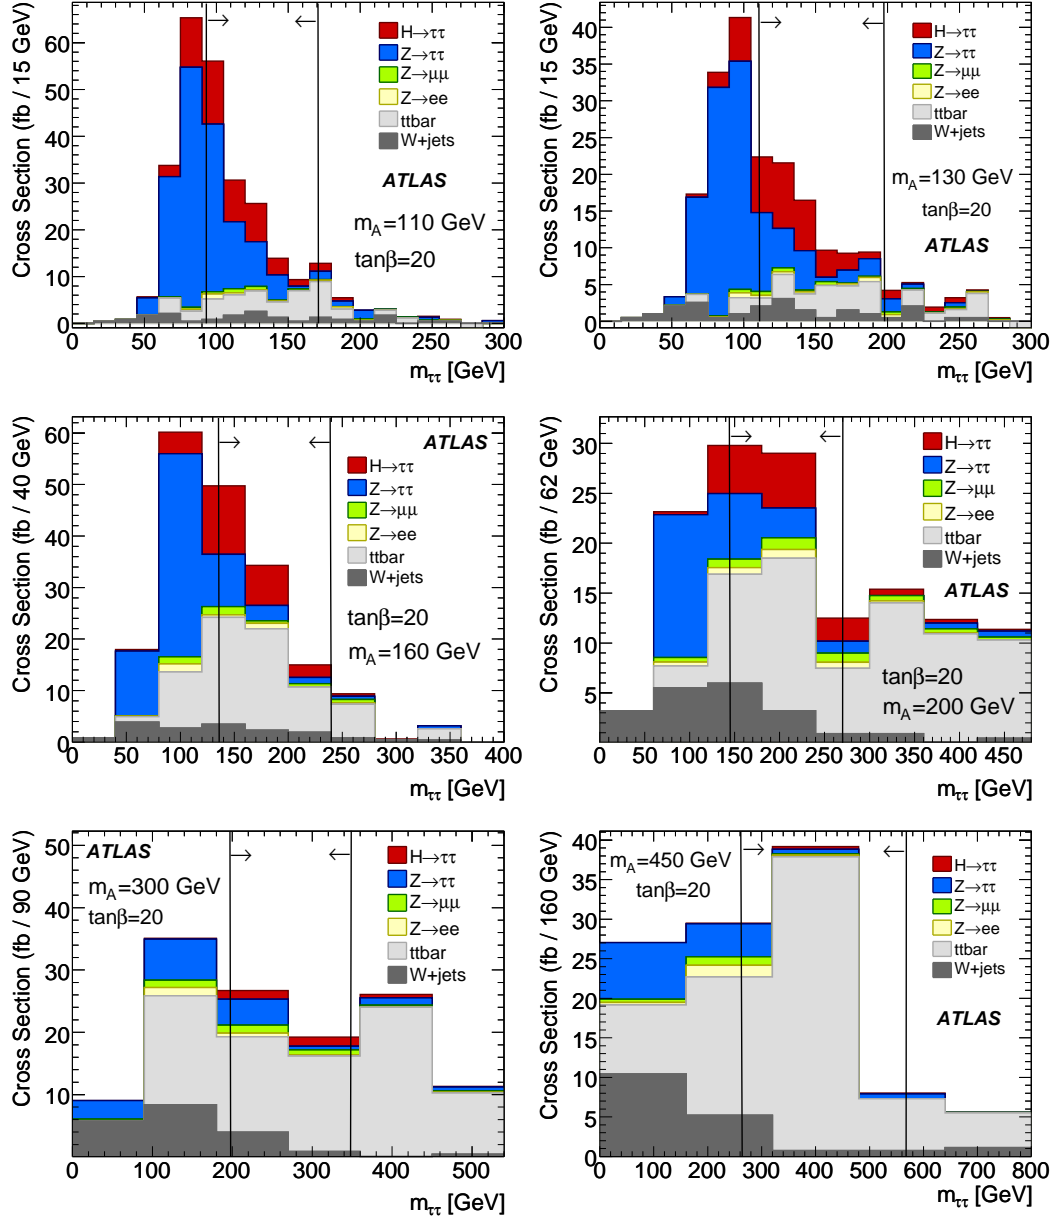 Cross Section (fb / 15 GeV)
60
50
40
30
20
10
0
H→ττ
Z→ττ
Z→μμ
Z→ee
ttbar
W+jets
ATLAS
m_A=110 GeV
tanβ=20
0 50 100 150 200 250 300
m_ττ [GeV]
Cross Section (fb / 15 GeV)
40
35
30
25
20
15
10
5
0
H→ττ
Z→ττ
Z→μμ
Z→ee
ttbar
W+jets
m_A=130 GeV
tanβ=20
ATLAS
0 50 100 150 200 250 300
m_ττ [GeV]
Cross Section (fb / 40 GeV)
60
50
40
30
20
10
0
ATLAS
H→ττ
Z→ττ
Z→μμ
Z→ee
ttbar
W+jets
tanβ=20
m_A=160 GeV
0 50 100 150 200 250 300 350 400
m_ττ [GeV]
Cross Section (fb / 62 GeV)
30
25
20
15
10
5
H→ττ
Z→ττ
Z→μμ
Z→ee
ttbar
W+jets
ATLAS
tanβ=20
m_A=200 GeV
0 50 100 150 200 250 300 350 400 450
m_ττ [GeV]
Cross Section (fb / 90 GeV)
50
40
30
20
10
ATLAS
m_A=300 GeV
tanβ=20
H→ττ
Z→ττ
Z→μμ
Z→ee
ttbar
W+jets
0 100 200 300 400 500
m_ττ [GeV]
Cross Section (fb / 160 GeV)
40
35
30
25
20
15
10
5
0
m_A=450 GeV
tanβ=20
H→ττ
Z→ττ
Z→μμ
Z→ee
ttbar
W+jets
ATLAS
0 100 200 300 400 500 600 700 800
m_ττ [GeV]